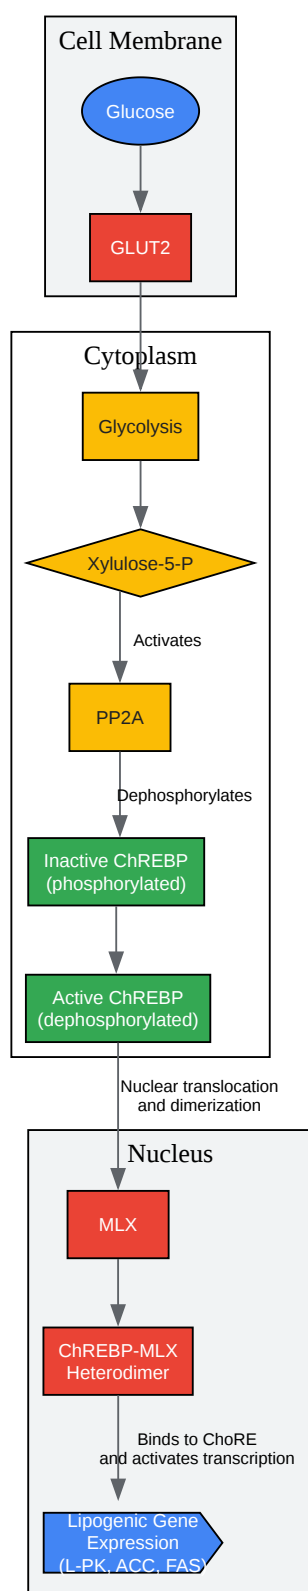 Cell Membrane
Glucose
GLUT2
Cytoplasm
Glycolysis
Xylulose-5-P
Activates
PP2A
Dephosphorylates
Inactive ChREBP
(phosphorylated)
Active ChREBP
(dephosphorylated)
Nuclear translocation
and dimerization
Nucleus
MLX
ChREBP-MLX
Heterodimer
Binds to ChoRE
and activates transcription
Lipogenic Gene
Expression
(L-PK, ACC, FAS)